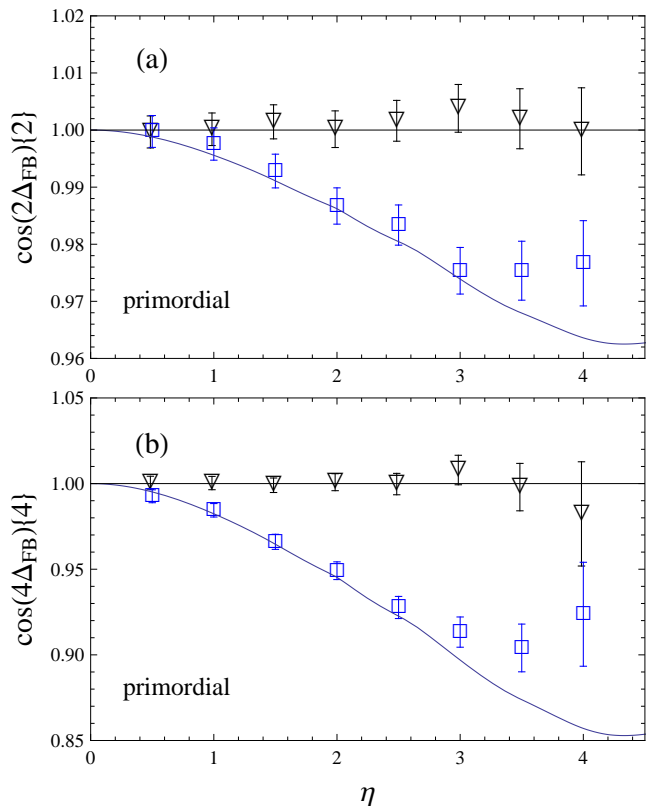 1.02
(a)
1.01
1.00
0.99
0.98
0.97
0.96
cos(2Δ_FB){2}
primordial
0 1 2 3 4
1.05
(b)
1.00
0.95
0.90
0.85
cos(4Δ_FB){4}
primordial
0 1 2 3 4
η